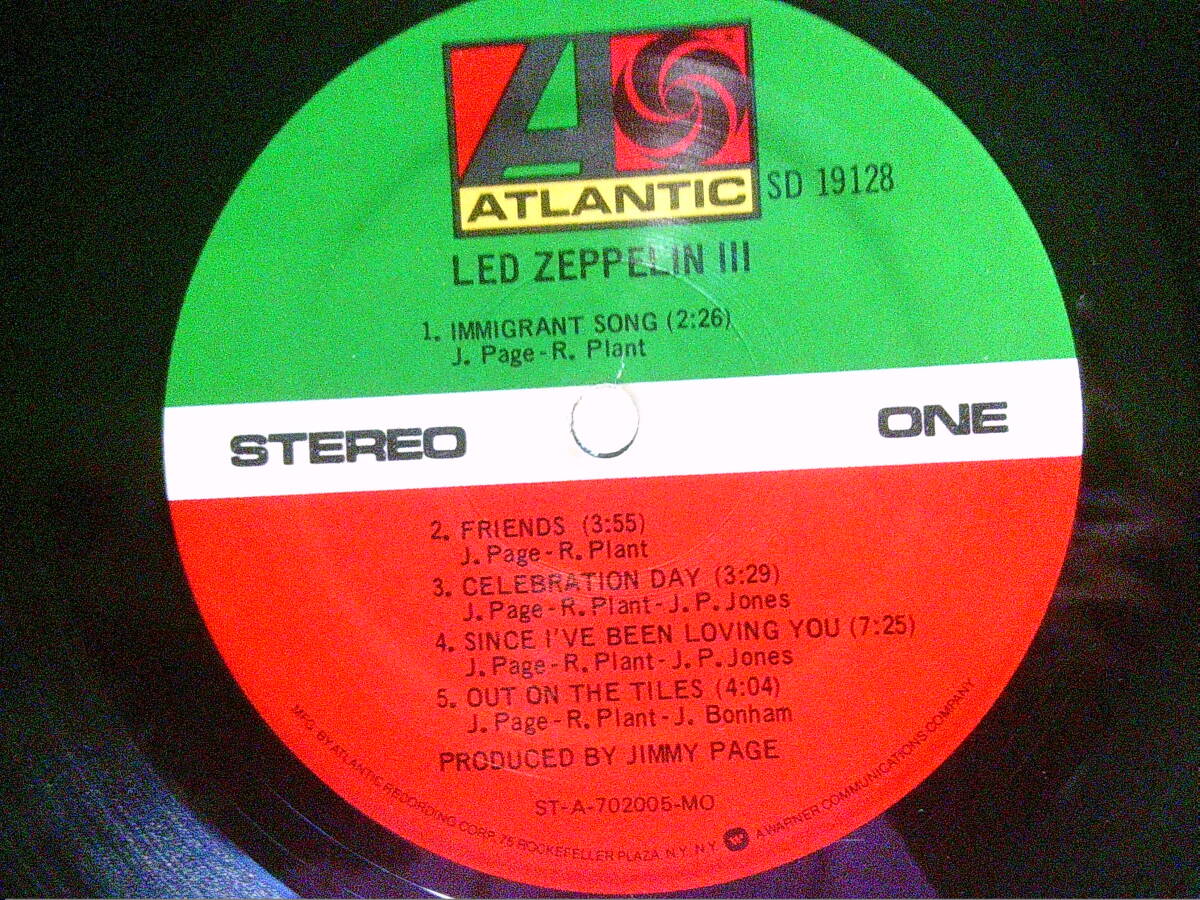 ATLANTIC
SD 19128
LED ZEPPELIN III
1. IMMIGRANT SONG (2:26)
J. Page - R. Plant
STEREO
ONE
2. FRIENDS (3:55)
J. Page - R. Plant
3. CELEBRATION DAY (3:29)
J. Page - R. Plant - J. P. Jones
4. SINCE I'VE BEEN LOVING YOU (7:25)
J. Page - R. Plant - J. P. Jones
5. OUT ON THE TILES (4:04)
J. Page - R. Plant - J. Bonham
PRODUCED BY JIMMY PAGE
ST-A-702005-MO
MFG. BY ATLANTIC RECORDING CORP. 75 ROCKEFELLER PLAZA. N.Y. N.Y. W A WARNER COMMUNICATIONS COMPANY